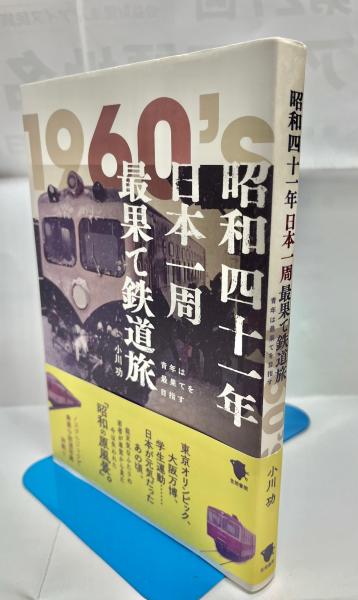 1960's
昭和四十一年
日本一周
最果て鉄道旅
青年は
最果てを
目指す
小川 功
東京オリンピック、
大阪万博、
学生運動……
日本が元気だった
あの頃、
「昭和の原風景」。
昭和四十一年日本一周最果て鉄道旅
青年は最果てを目指す
小川 功
笠間書院